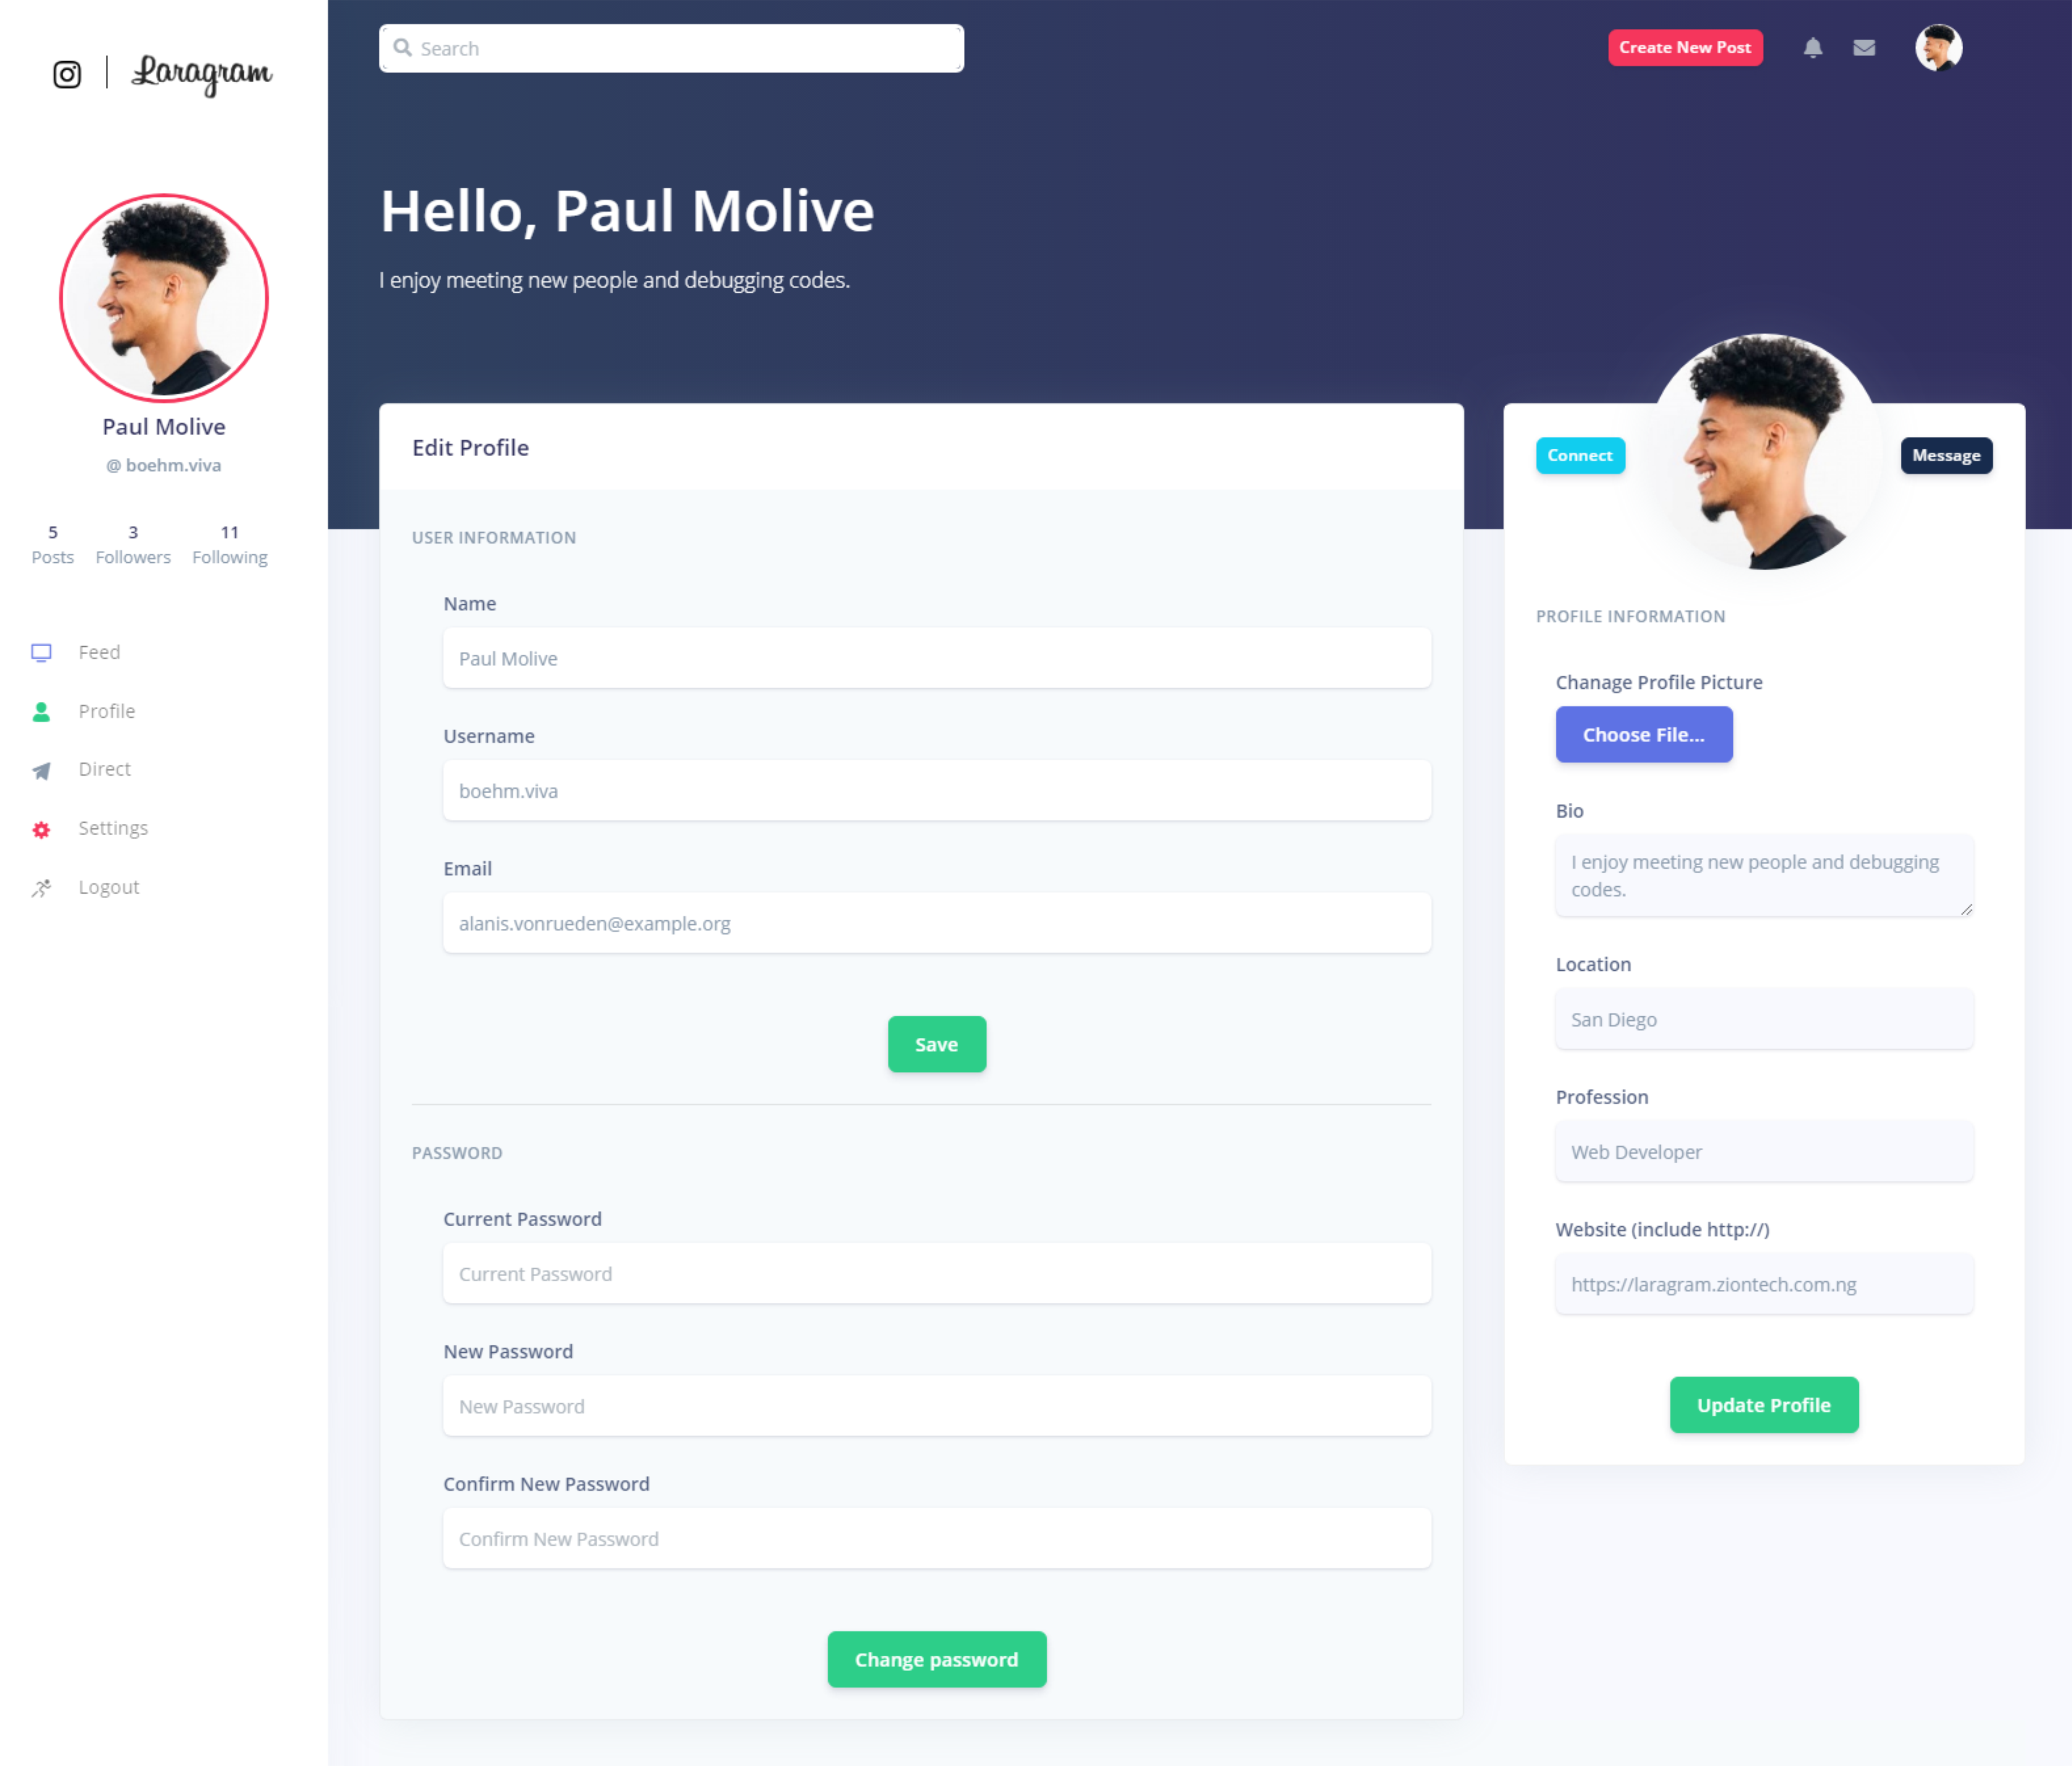 Laragram
Search
Create New Post
Paul Molive
@ boehm.viva
5 3 11
Posts Followers Following
Feed
Profile
Direct
Settings
Logout
Hello, Paul Molive
I enjoy meeting new people and debugging codes.
Edit Profile
USER INFORMATION
Name
Paul Molive
Username
boehm.viva
Email
alanis.vonrueden@example.org
Save
PASSWORD
Current Password
Current Password
New Password
New Password
Confirm New Password
Confirm New Password
Change password
Connect
Message
PROFILE INFORMATION
Chanage Profile Picture
Choose File...
Bio
I enjoy meeting new people and debugging
codes.
Location
San Diego
Profession
Web Developer
Website (include http://)
https://laragram.ziontech.com.ng
Update Profile